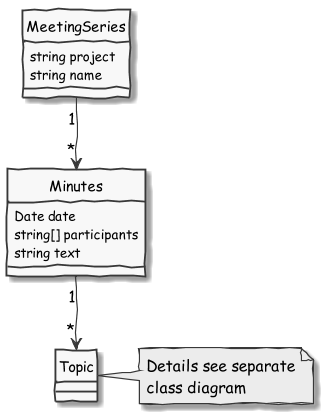 MeetingSeries
string project
string name
1
*
Minutes
Date date
string[] participants
string text
1
*
Topic
Details see separate
class diagram